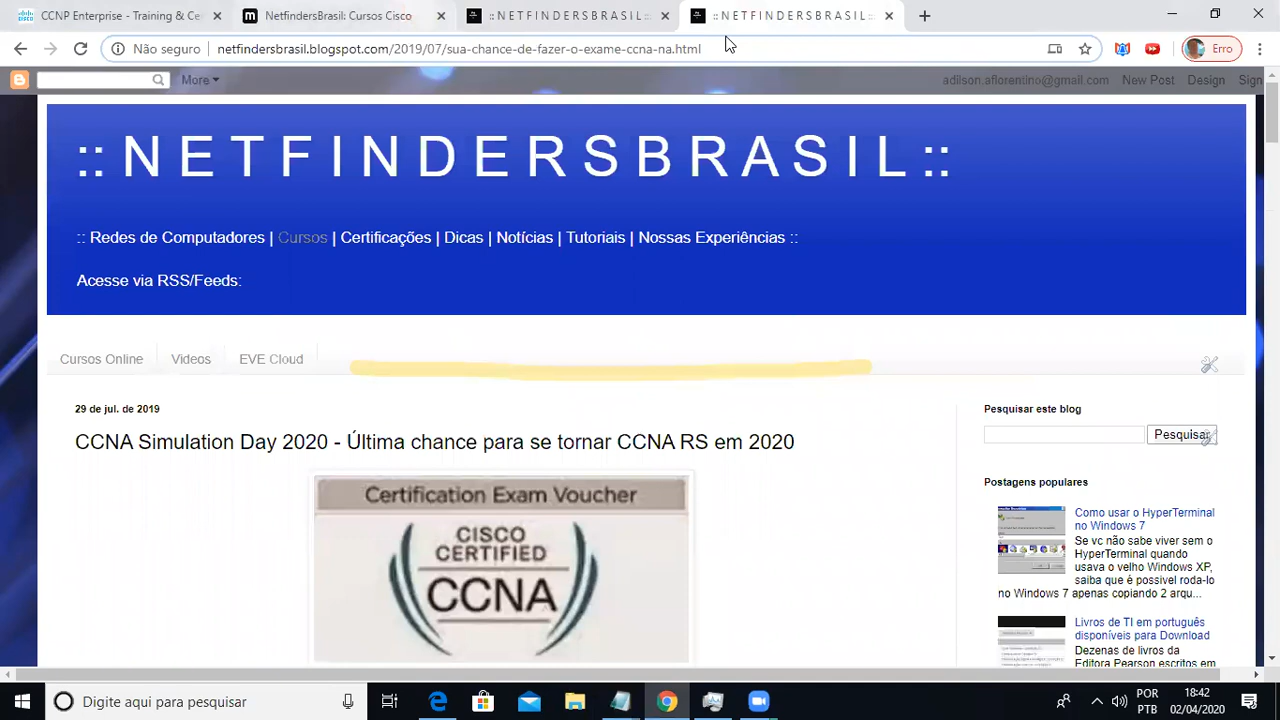 CCNP Enterprise - Training & C
NetfindersBrasil: Cursos Cisco
:: N E T F I N D E R S B R A S I L ::
:: N E T F I N D E R S B R A S I L ::
Não seguro
netfindersbrasil.blogspot.com/2019/07/sua-chance-de-fazer-o-exame-ccna-na.html
Erro
More
adilson.aflorentino@gmail.com New Post Design Sign
:: N E T F I N D E R S B R A S I L ::
:: Redes de Computadores | Cursos | Certificações | Dicas | Notícias | Tutoriais | Nossas Experiências ::
Acesse via RSS/Feeds:
Cursos Online Videos EVE Cloud
29 de jul. de 2019
CCNA Simulation Day 2020 - Última chance para se tornar CCNA RS em 2020
Certification Exam Voucher
CISCO
CERTIFIED
CCNA
Pesquisar este blog
Pesquisar
Postagens populares
Como usar o HyperTerminal
no Windows 7
Se vc não sabe viver sem o
HyperTerminal quando
usava o velho Windows XP,
saiba que é possivel roda-lo
no Windows 7 apenas copiando 2 arqu...
Livros de TI em português
disponíveis para Download
Dezenas de livros da
Editora Pearson escritos em
Digite aqui para pesquisar
POR
PTB
18:42
02/04/2020